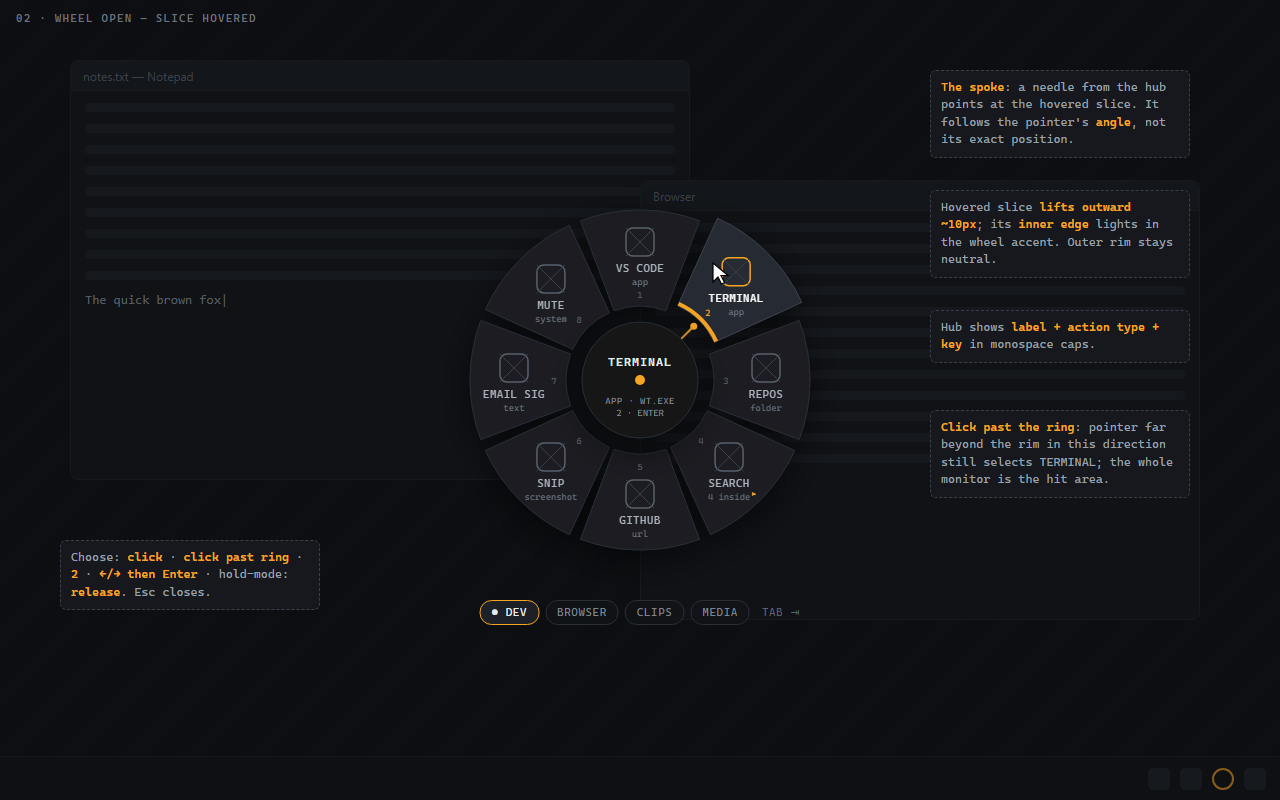 02 · WHEEL OPEN — SLICE HOVERED
notes.txt — Notepad
The quick brown fox
Browser
VS CODE
app
1
TERMINAL
2 app
3 REPOS
folder
4
SEARCH
4 inside ▸
5
GITHUB
url
6
SNIP
screenshot
7
EMAIL SIG
text
MUTE
system 8
TERMINAL
APP · WT.EXE
2 · ENTER
The spoke: a needle from the hub
points at the hovered slice. It
follows the pointer's angle, not
its exact position.
Hovered slice lifts outward
~10px; its inner edge lights in
the wheel accent. Outer rim stays
neutral.
Hub shows label + action type +
key in monospace caps.
Click past the ring: pointer far
beyond the rim in this direction
still selects TERMINAL; the whole
monitor is the hit area.
Choose: click · click past ring ·
2 · ←/→ then Enter · hold-mode:
release. Esc closes.
● DEV BROWSER CLIPS MEDIA TAB ⇥